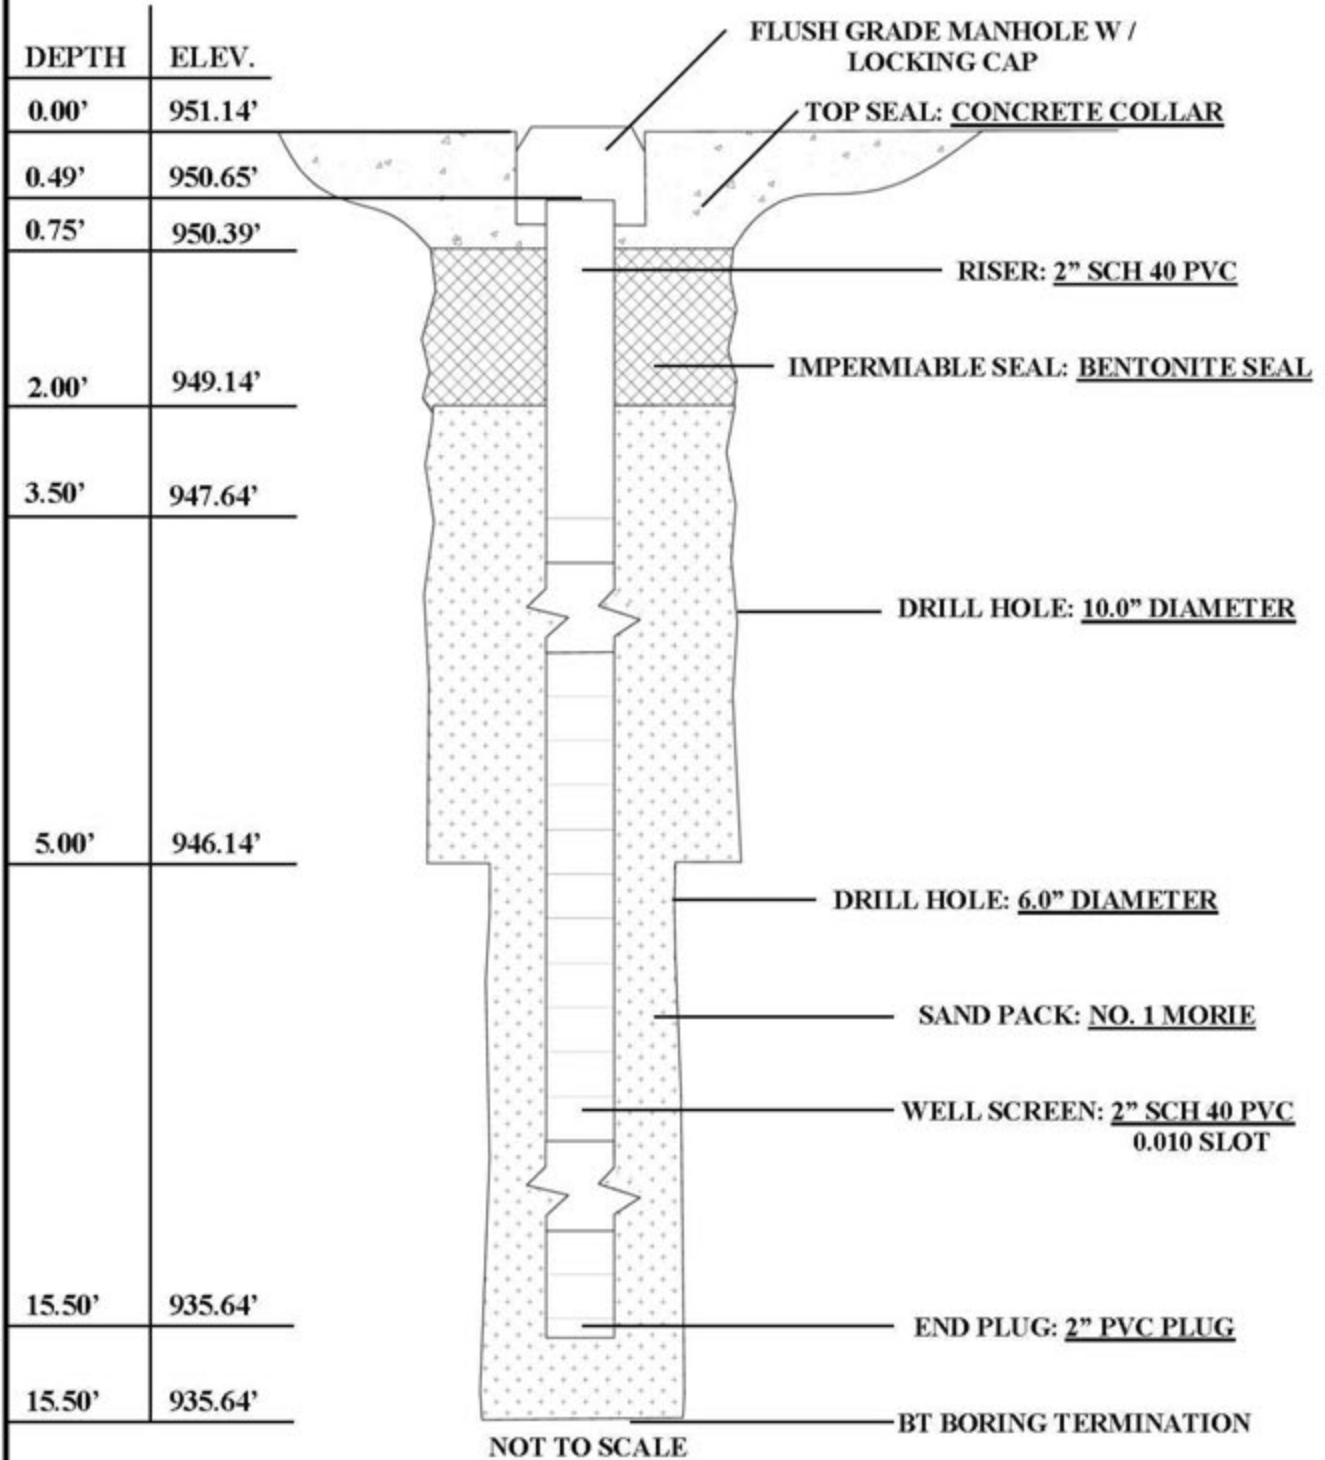 DEPTH ELEV.
FLUSH GRADE MANHOLE W /
LOCKING CAP
0.00’ 951.14’
TOP SEAL: CONCRETE COLLAR
0.49’ 950.65’
0.75’ 950.39’
RISER: 2” SCH 40 PVC
IMPERMIABLE SEAL: BENTONITE SEAL
2.00’ 949.14’
3.50’ 947.64’
DRILL HOLE: 10.0” DIAMETER
5.00’ 946.14’
DRILL HOLE: 6.0” DIAMETER
SAND PACK: NO. 1 MORIE
WELL SCREEN: 2” SCH 40 PVC
0.010 SLOT
15.50’ 935.64’
END PLUG: 2” PVC PLUG
15.50’ 935.64’
BT BORING TERMINATION
NOT TO SCALE